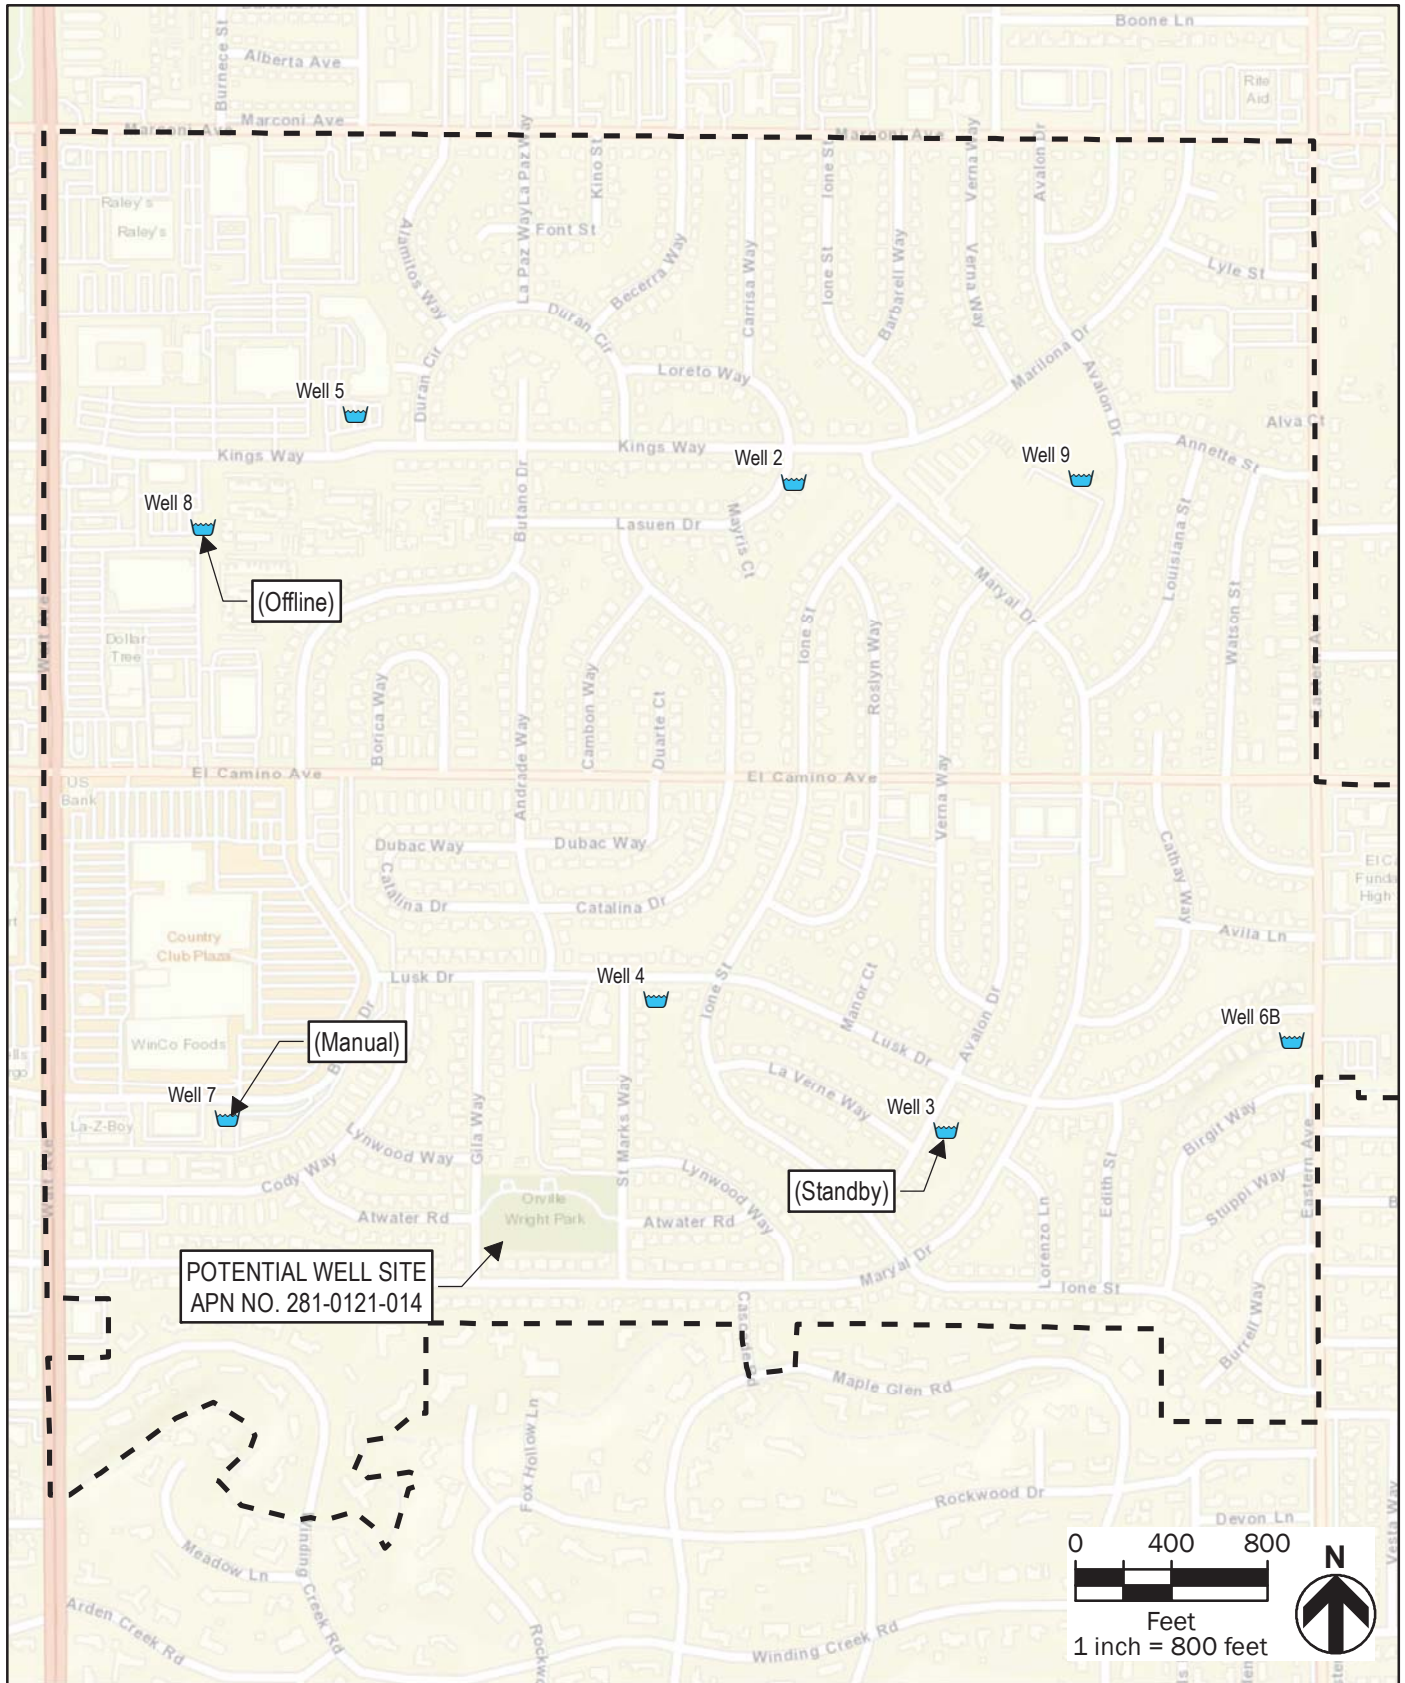 Boone Ln
Burnece St
Alberta Ave
Rite
Aid
Marconi Ave
Marconi Ave
Marconi Ave
La Paz Way
La Paz Way
Kino St
Ione St
Verna Way
Avalon Dr
Raley's
Raley's
Alamitos Way
Font St
Becerra Way
Carrisa Way
Ione St
Barbarell Way
Verna Way
Lyle St
Duran Cir
Duran Cir
Loreto Way
Marilona Dr
Avalon Dr
Well 5
Alva Ct
Kings Way
Kings Way
Well 2
Well 9
Annette St
Well 8
Butano Dr
Lasuen Dr
Mayris Ct
Louisiana St
(Offline)
Maryal Dr
Watson St
Dollar
Tree
Ione St
Roslyn Way
Borica Way
Cambon Way
Duarte Ct
Andrade Way
El Camino Ave
El Camino Ave
US
Bank
Verna Way
Dubac Way
Dubac Way
Cathay Way
Catalina Dr
Catalina Dr
Avila Ln
Country
Club Plaza
Lusk Dr
Well 4
Ione St
Manor Ct
Avalon Dr
Well 6B
WinCo Foods
(Manual)
Lusk Dr
La Verne Way
Well 7
La-Z-Boy
Well 3
Birgit Way
Eastern Ave
Gila Way
St Marks Way
Lynwood Way
Lynwood Way
Cody Way
(Standby)
Edith St
Stuppi Way
Orville
Wright Park
Atwater Rd
Atwater Rd
Watt Ave
Lorenzo Ln
Maryal Dr
Ione St
POTENTIAL WELL SITE
APN NO. 281-0121-014
Burrell Way
Maple Glen Rd
Fox Hollow Ln
Rockwood Dr
Devon Ln
Vesta Way
Meadow Ln
Winding Creek Rd
Arden Creek Rd
Winding Creek Rd
0 400 800
N
Feet
1 inch = 800 feet